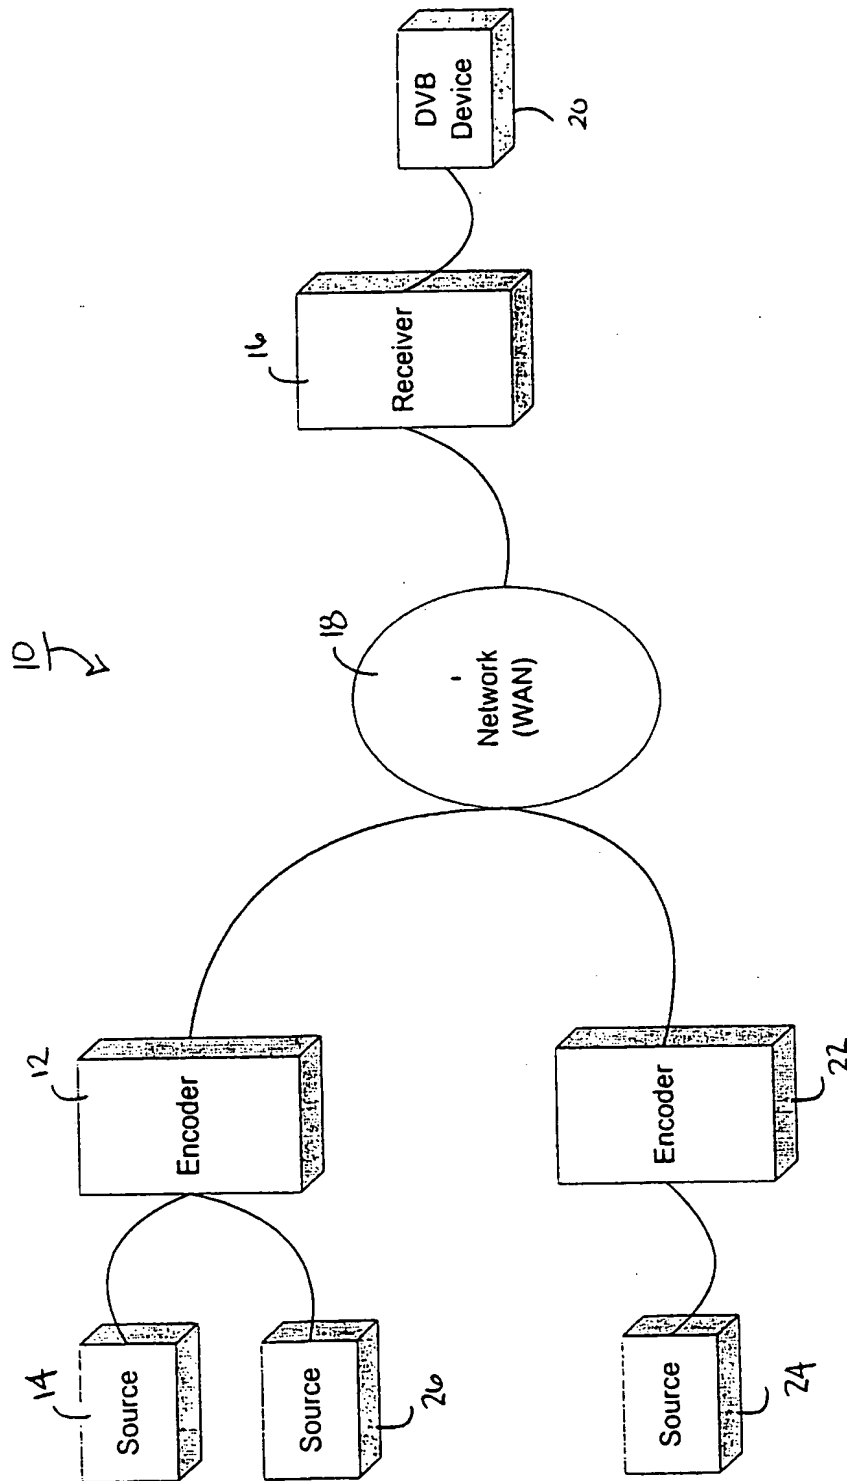 10
14
Source
12
Encoder
26
Source
24
Source
22
Encoder
18
Network
(WAN)
16
Receiver
DVB
Device
20